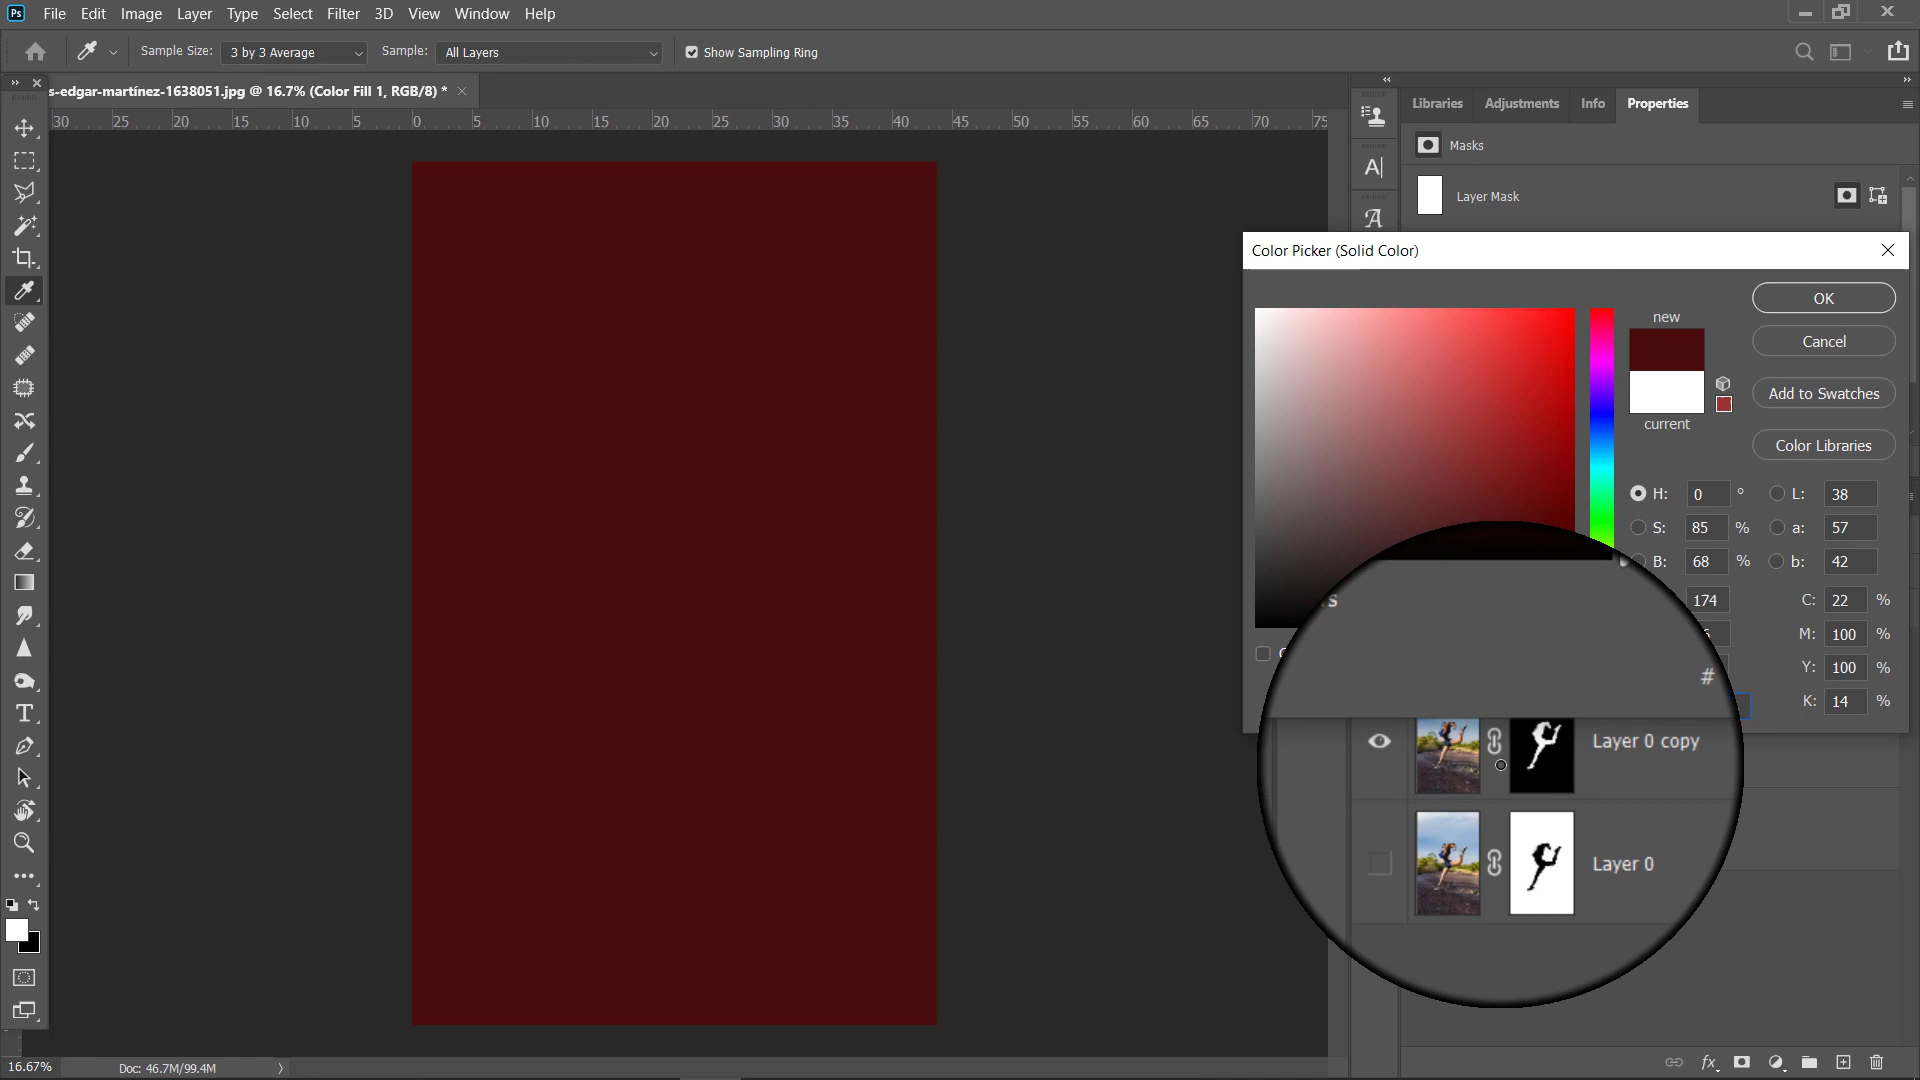 Ps File Edit Image Layer Type Select Filter 3D View Window Help
Sample Size: 3 by 3 Average Sample: All Layers Show Sampling Ring
s-edgar-martínez-1638051.jpg @ 16.7% (Color Fill 1, RGB/8) *
Libraries Adjustments Info Properties
30 25 20 15 10 5 0 5 10 15 20 25 30 35 40 45 50 55 60 65 70 75
Masks
Layer Mask
Color Picker (Solid Color)
new
OK
Cancel
Add to Swatches
current
Color Libraries
H: 0 ° L: 38
S: 85 % a: 57
B: 68 % b: 42
174 C: 22 %
M: 100 %
# Y: 100 %
K: 14 %
Layer 0 copy
Layer 0
16.67% Doc: 46.7M/99.4M
fx